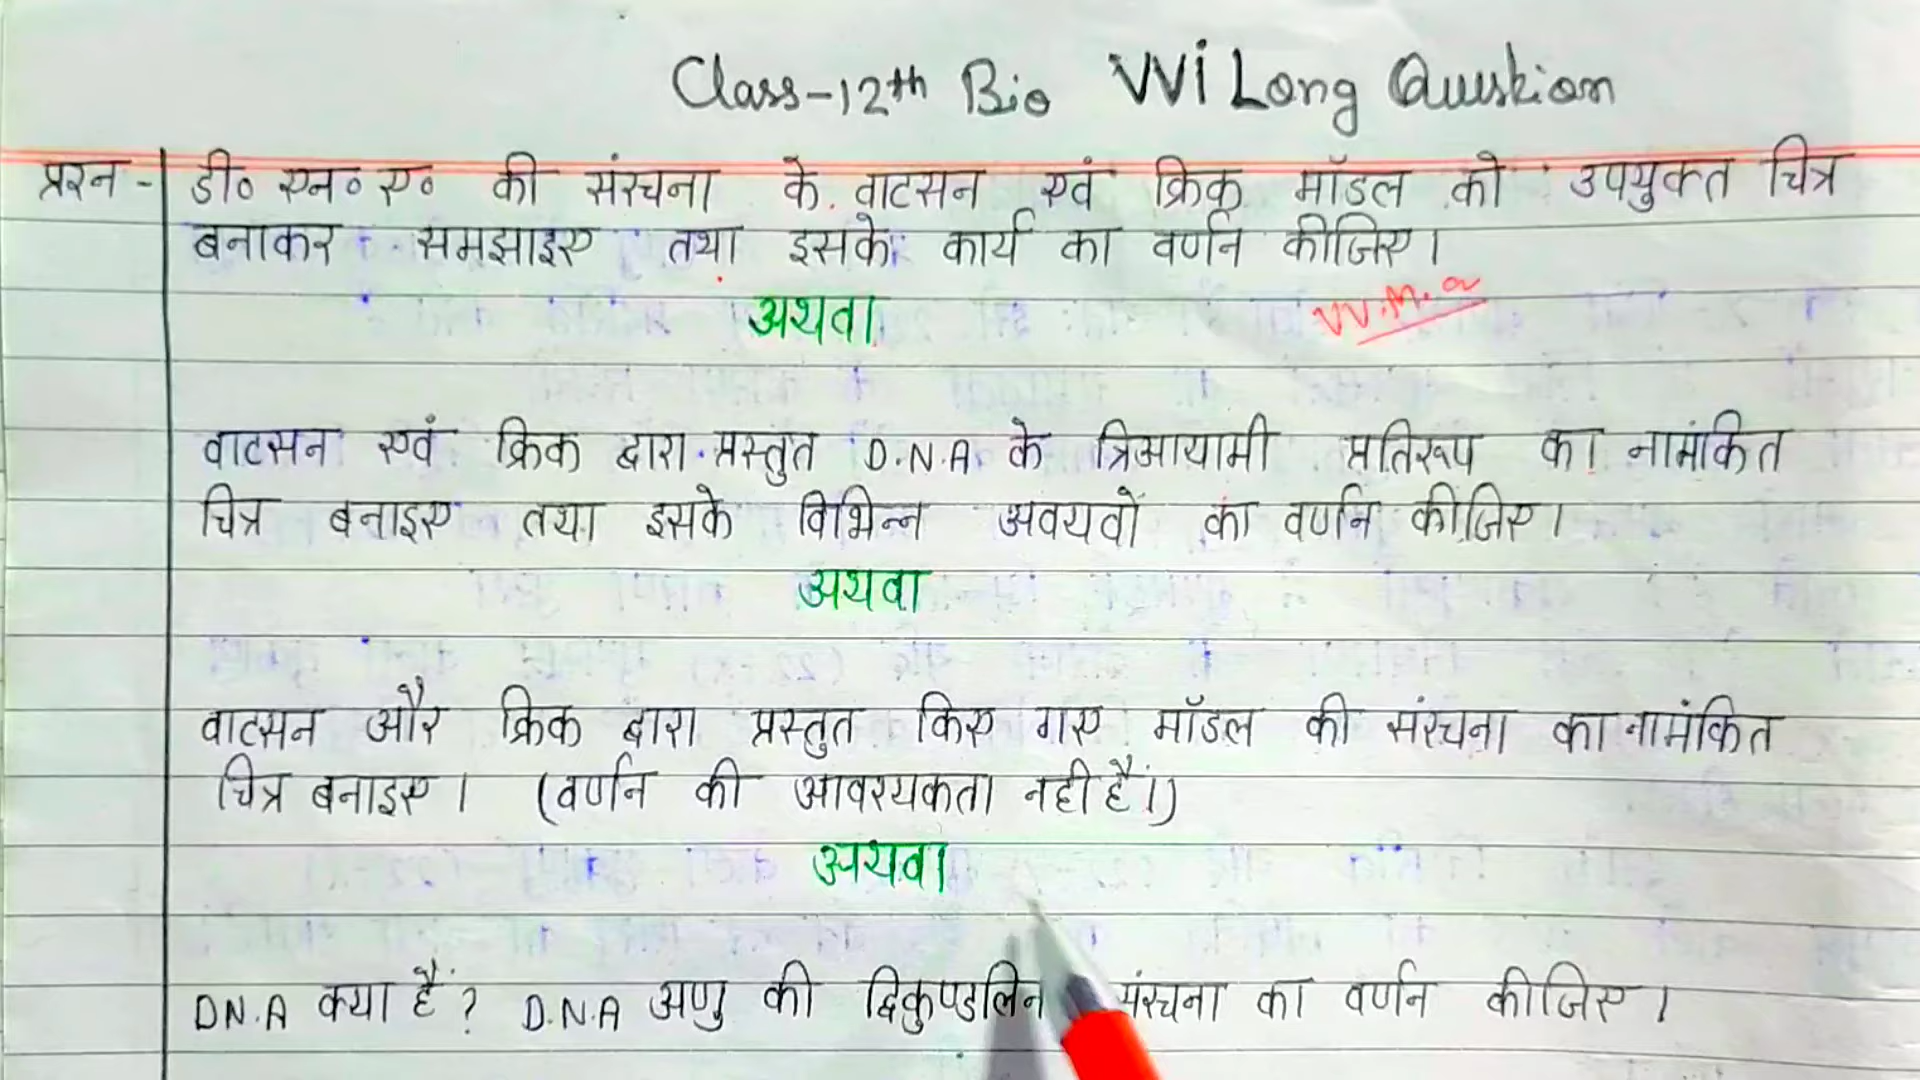 Class-12th Bio VVI Long Question
प्रश्न - डी० एन० ए० की संरचना के वाटसन एवं क्रिक मॉडल को उपयुक्त चित्र
बनाकर समझाइए तथा इसके कार्य का वर्णन कीजिए।
अथवा
वाटसन एवं क्रिक द्वारा प्रस्तुत D.N.A के त्रिआयामी प्रतिरूप का नामंकित
चित्र बनाइए तथा इसके विभिन्न अवयवों का वर्णन कीजिए।
अथवा
वाटसन और क्रिक द्वारा प्रस्तुत किए गए मॉडल की संरचना का नामंकित
चित्र बनाइए। (वर्णन की आवश्यकता नही है।)
अथवा
DN.A क्या है? D.N.A अणु की द्विकुण्डलिन संरचना का वर्णन कीजिए।